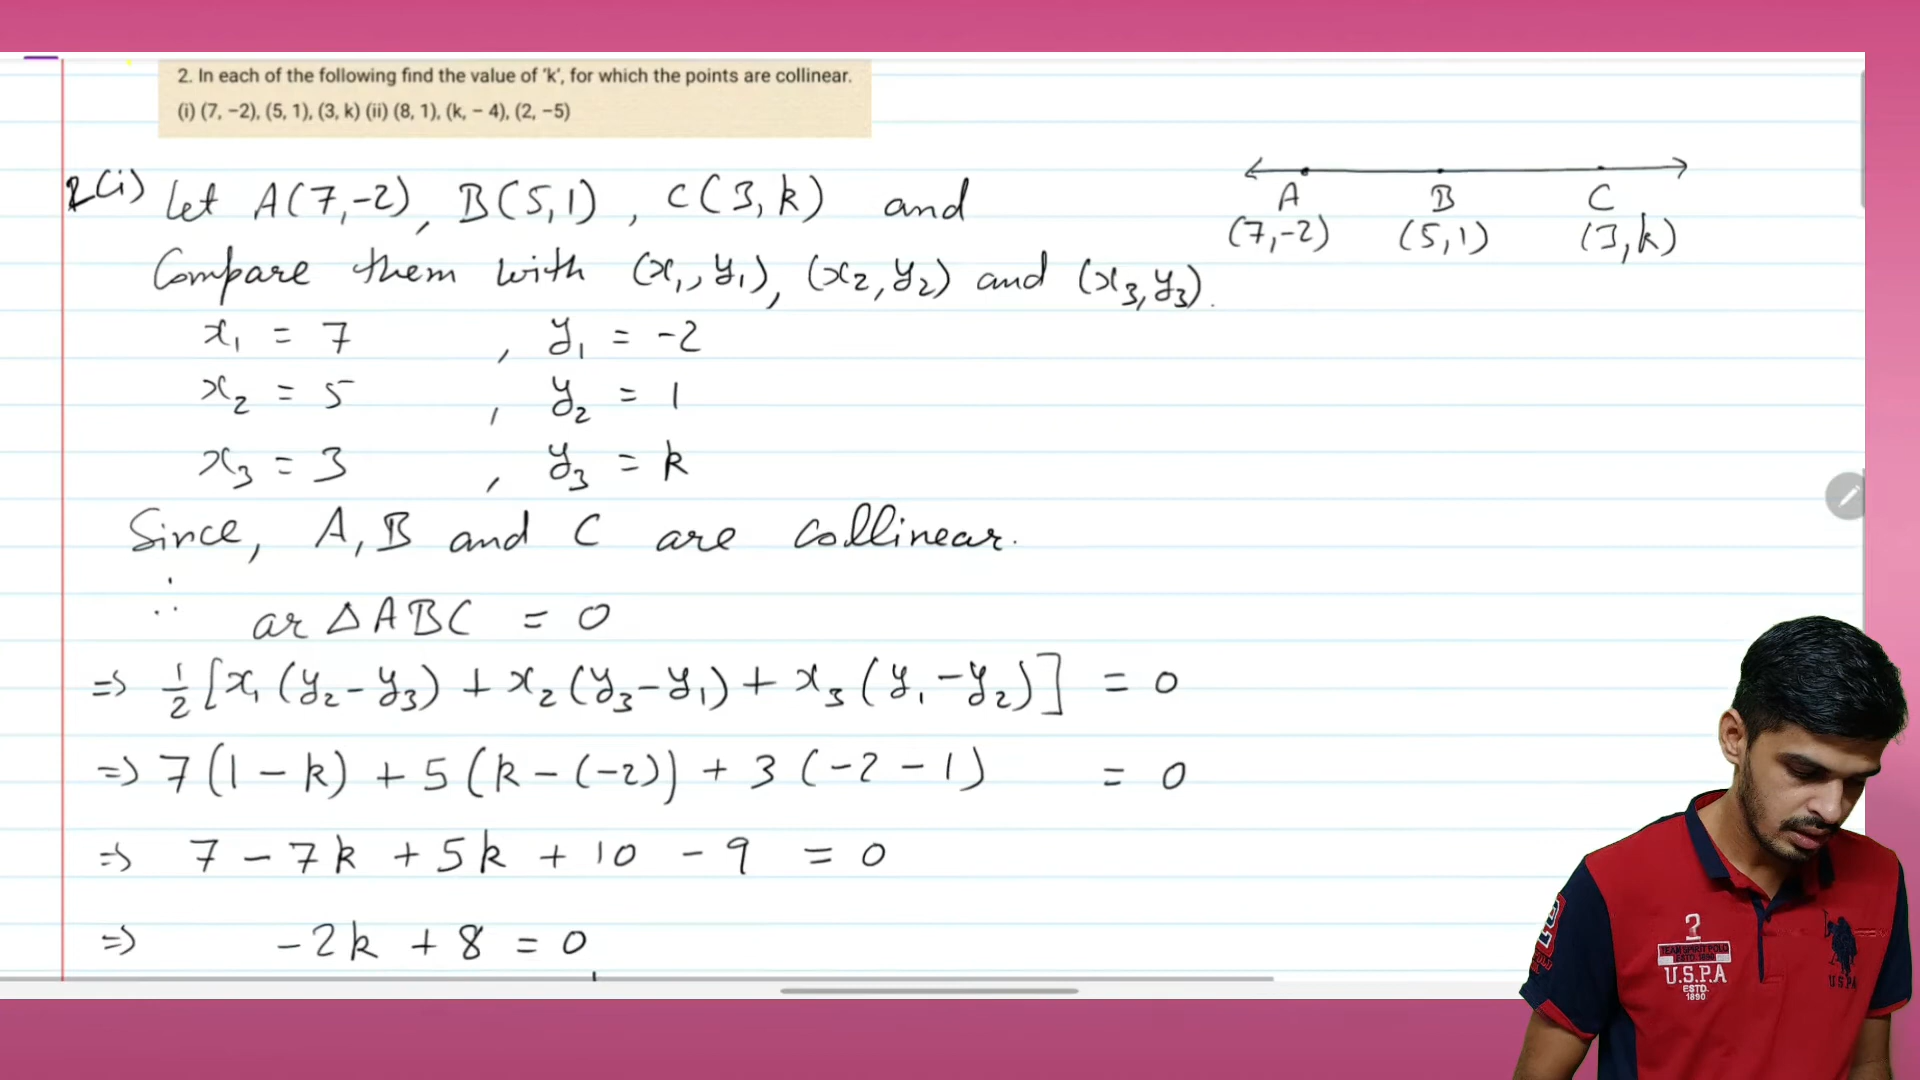 2. In each of the following find the value of 'k', for which the points are collinear.
(i) (7, −2), (5, 1), (3, k) (ii) (8, 1), (k, − 4), (2, −5)
2(i) Let A(7,-2), B(5,1), C(3,k) and
Compare them with (x₁,y₁), (x₂,y₂) and (x₃,y₃).
x₁ = 7 , y₁ = -2
x₂ = 5 , y₂ = 1
x₃ = 3 , y₃ = k
Since, A, B and C are collinear.
∴ ar △ABC = 0
=> 1/2 [x₁(y₂-y₃) + x₂(y₃-y₁) + x₃(y₁-y₂)] = 0
=> 7(1-k) + 5(k-(-2)) + 3(-2-1) = 0
=> 7 - 7k + 5k + 10 - 9 = 0
=> -2k + 8 = 0
A B C
(7,-2) (5,1) (3,k)
2
U.S.P.A
ESTD.
1890